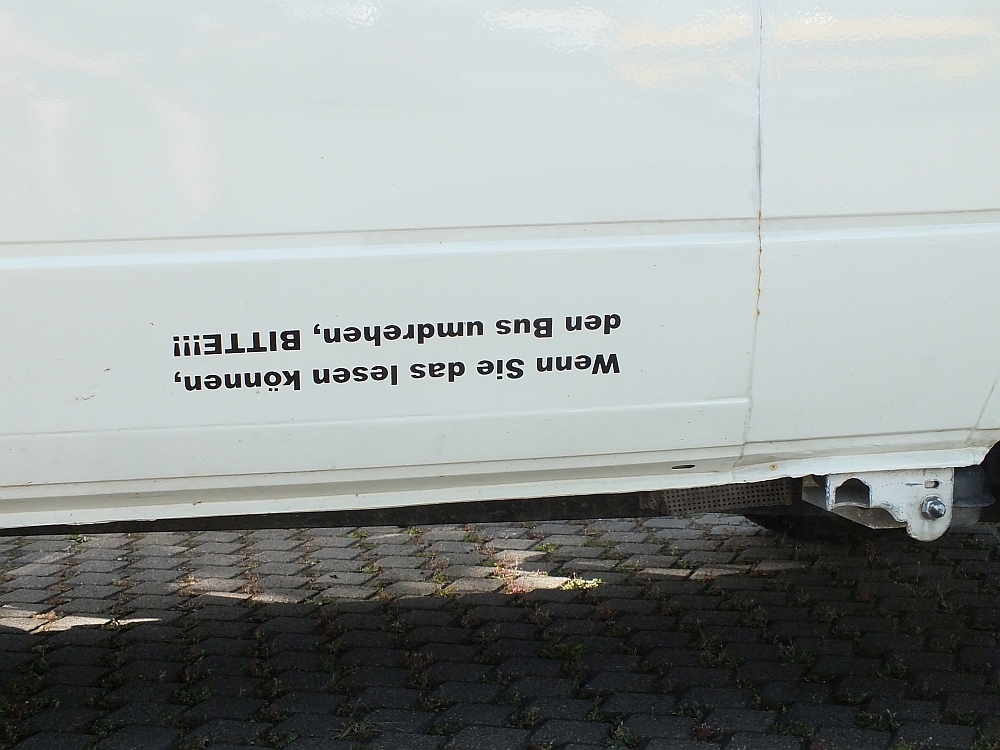 Wenn Sie das lesen können,
den Bus umdrehen, BITTE!!!!